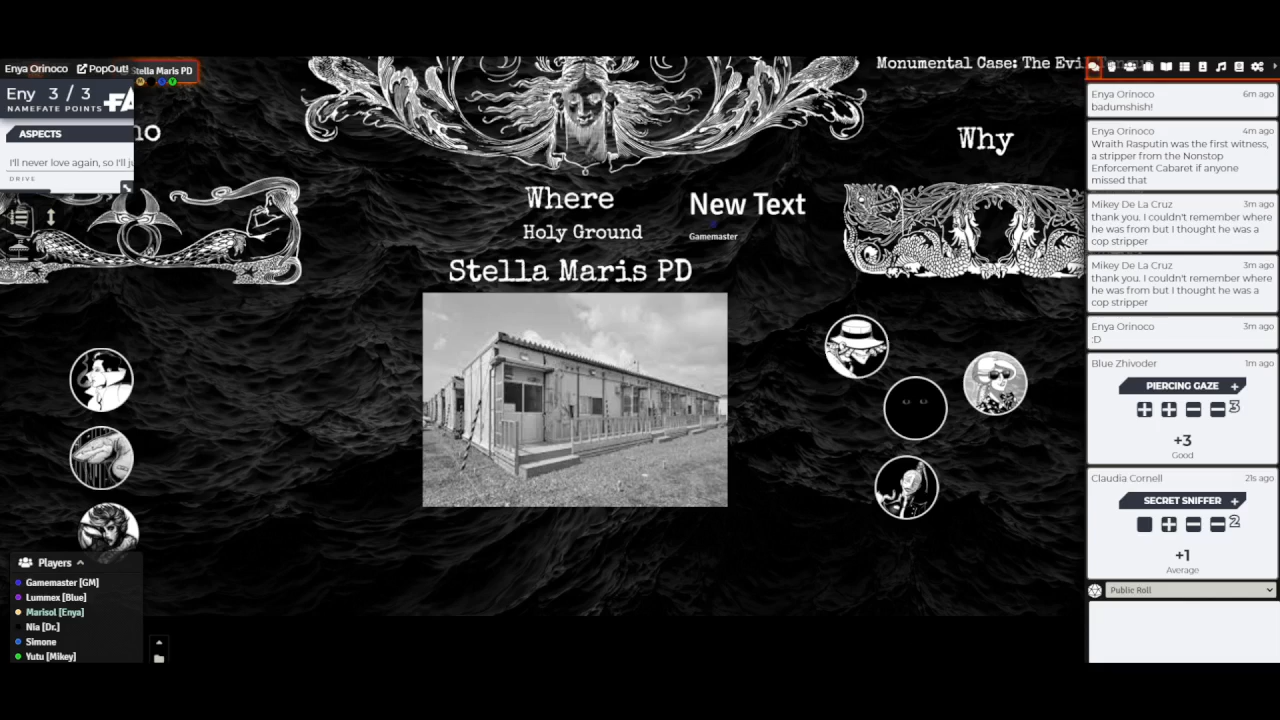 Enya Orinoco PopOut!
Stella Maris PD
Monumental Case: The Evi
Eny 3 / 3
NAME FATE POINTS
ASPECTS
I'll never love again, so I'll ju
DRIVE
no
Where
Holy Ground
Stella Maris PD
New Text
Gamemaster
Why
Players
Gamemaster [GM]
Lummex [Blue]
Marisol [Enya]
Nia [Dr.]
Simone
Yutu [Mikey]
Enya Orinoco 6m ago
badumshish!
Enya Orinoco 4m ago
Wraith Rasputin was the first witness,
a stripper from the Nonstop
Enforcement Cabaret if anyone
missed that
Mikey De La Cruz 3m ago
thank you. I couldn't remember where
he was from but I thought he was a
cop stripper
Mikey De La Cruz 3m ago
thank you. I couldn't remember where
he was from but I thought he was a
cop stripper
Enya Orinoco 3m ago
:D
Blue Zhivoder 1m ago
PIERCING GAZE +
3
+3
Good
Claudia Cornell 21s ago
SECRET SNIFFER +
2
+1
Average
Public Roll